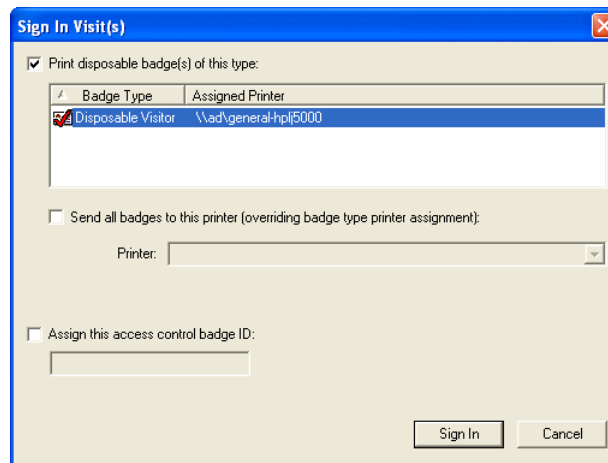 Sign In Visit(s)
Print disposable badge(s) of this type:
Badge Type Assigned Printer
Disposable Visitor \\ad\general-hplj5000
Send all badges to this printer (overriding badge type printer assignment):
Printer:
Assign this access control badge ID:
Sign In Cancel